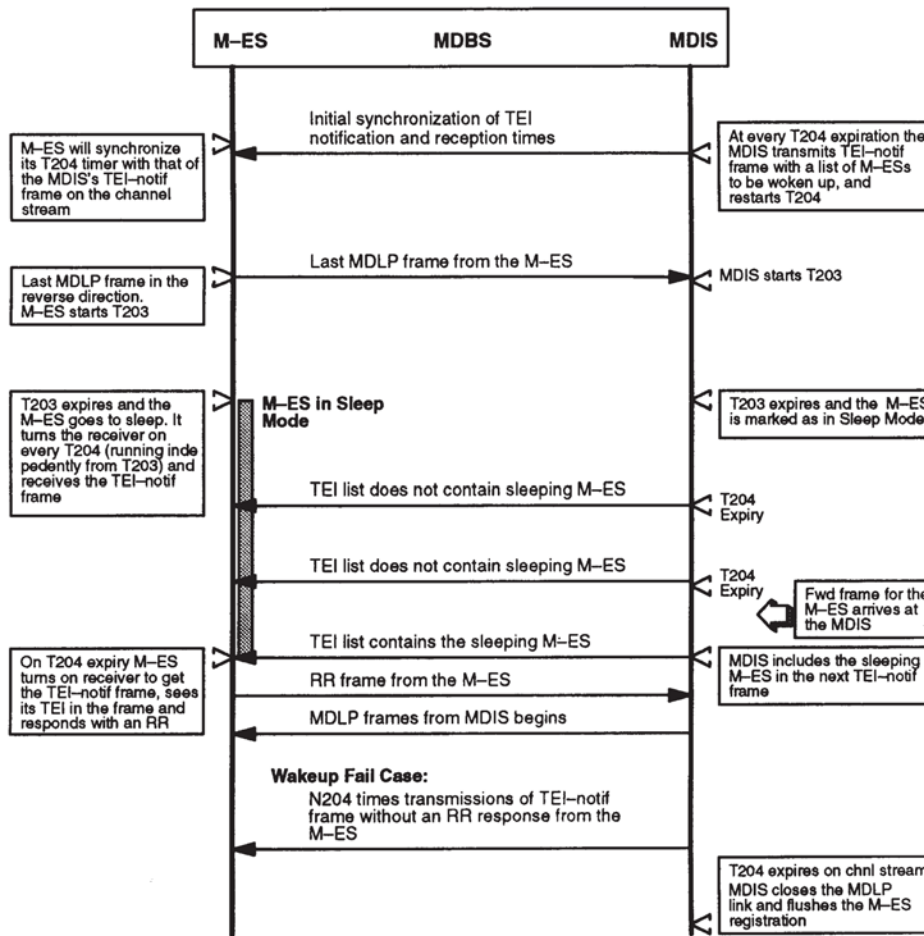 M–ES
MDBS
MDIS
Initial synchronization of TEI
notification and reception times
M–ES will synchronize
its T204 timer with that of
the MDIS's TEI–notif
frame on the channel
stream
At every T204 expiration the
MDIS transmits TEI–notif
frame with a list of M–ESs
to be woken up, and
restarts T204
Last MDLP frame from the M–ES
Last MDLP frame in the
reverse direction.
M–ES starts T203
MDIS starts T203
T203 expires and the
M–ES goes to sleep. It
turns the receiver on
every T204 (running inde
pendently from T203) and
receives the TEI–notif
frame
M–ES in Sleep
Mode
T203 expires and the M–ES
is marked as in Sleep Mode
TEI list does not contain sleeping M–ES
T204
Expiry
TEI list does not contain sleeping M–ES
T204
Expiry
Fwd frame for the
M–ES arrives at
the MDIS
TEI list contains the sleeping M–ES
On T204 expiry M–ES
turns on receiver to get
the TEI–notif frame, sees
its TEI in the frame and
responds with an RR
MDIS includes the sleeping
M–ES in the next TEI–notif
frame
RR frame from the M–ES
MDLP frames from MDIS begins
Wakeup Fail Case:
N204 times transmissions of TEI–notif
frame without an RR response from the
M–ES
T204 expires on chnl stream
MDIS closes the MDLP
link and flushes the M–ES
registration